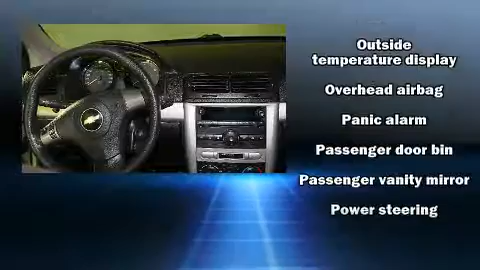 Outside
temperature display
Overhead airbag
Panic alarm
Passenger door bin
Passenger vanity mirror
Power steering